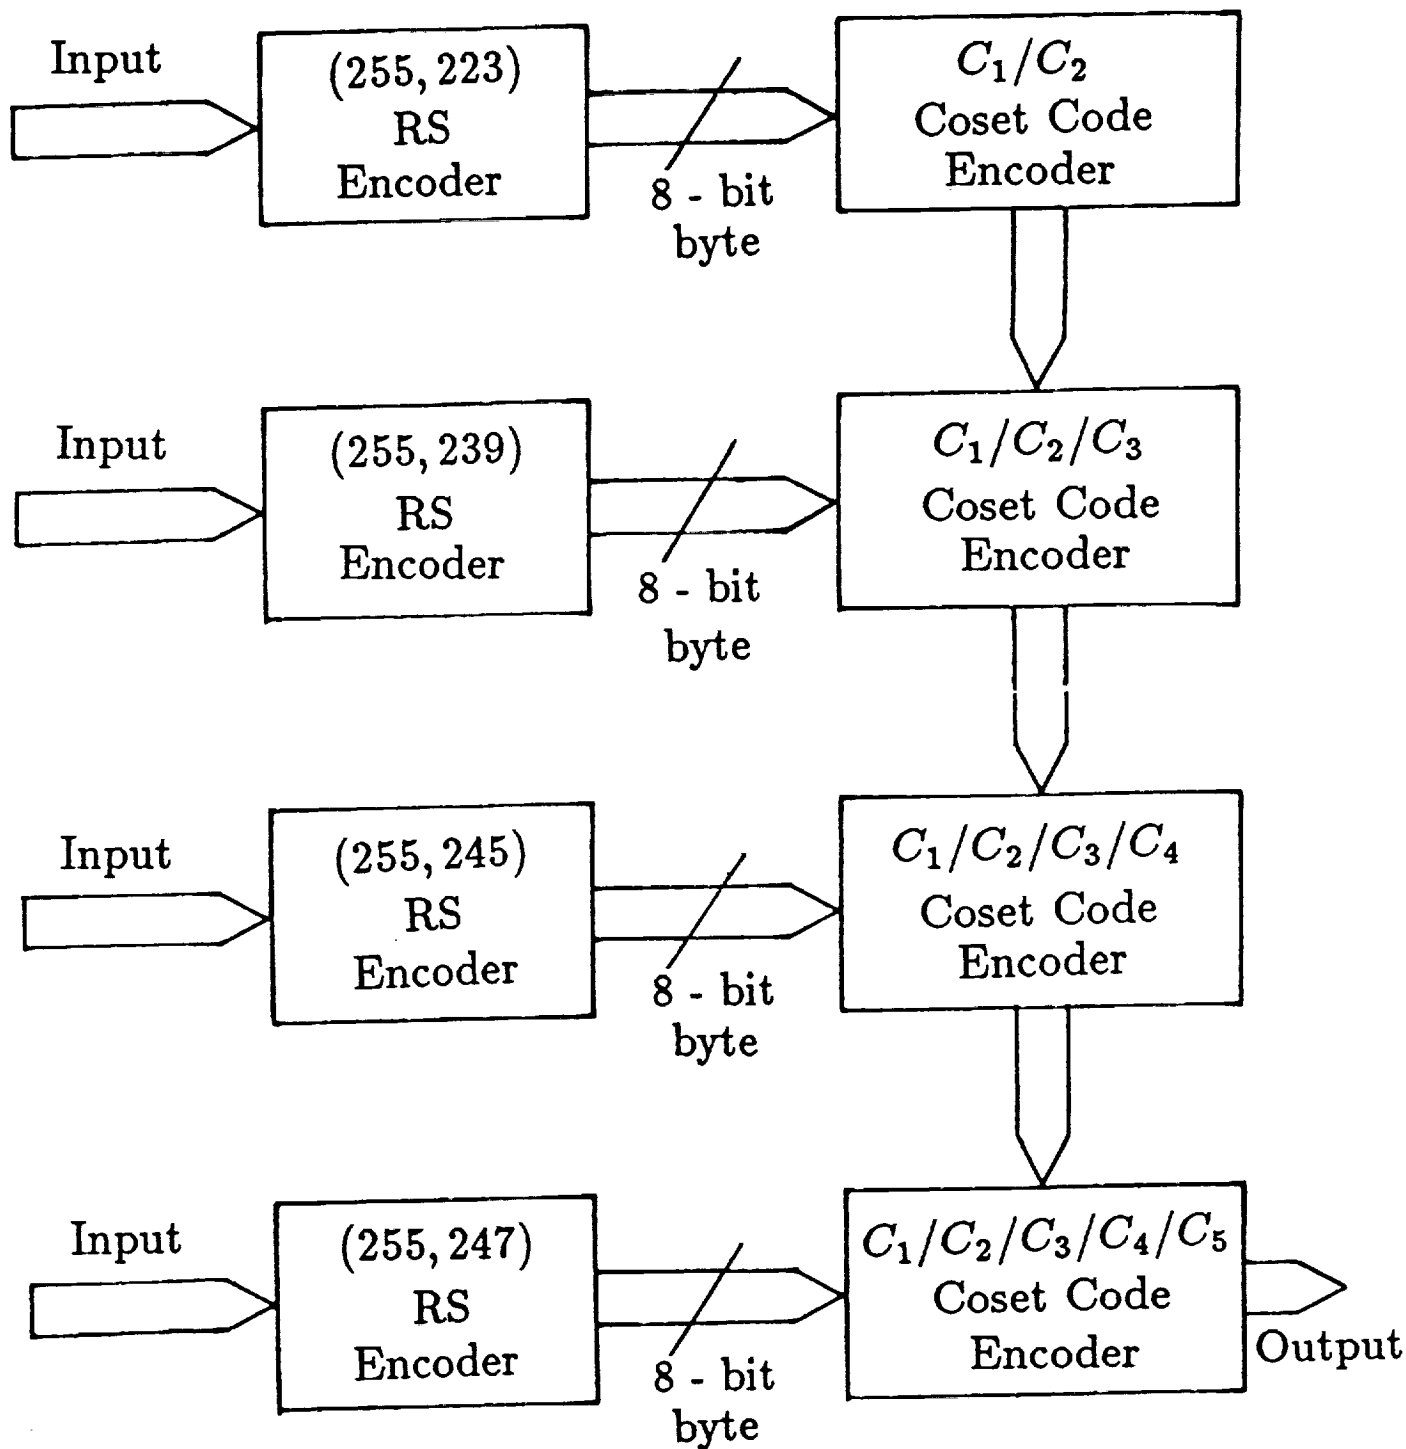 Input
(255, 223)
RS
Encoder
8 - bit
byte
C₁/C₂
Coset Code
Encoder
Input
(255, 239)
RS
Encoder
8 - bit
byte
C₁/C₂/C₃
Coset Code
Encoder
Input
(255, 245)
RS
Encoder
8 - bit
byte
C₁/C₂/C₃/C₄
Coset Code
Encoder
Input
(255, 247)
RS
Encoder
8 - bit
byte
C₁/C₂/C₃/C₄/C₅
Coset Code
Encoder
Output